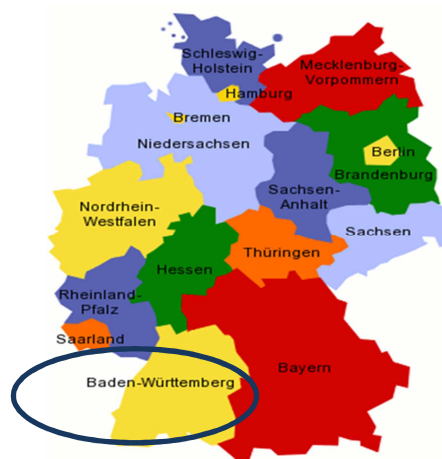 Schleswig-
Holstein
Mecklenburg-
Vorpommern
Hamburg
Bremen
Niedersachsen
Berlin
Brandenburg
Sachsen-
Anhalt
Nordrhein-
Westfalen
Sachsen
Thüringen
Hessen
Rheinland-
Pfalz
Saarland
Bayern
Baden-Württemberg